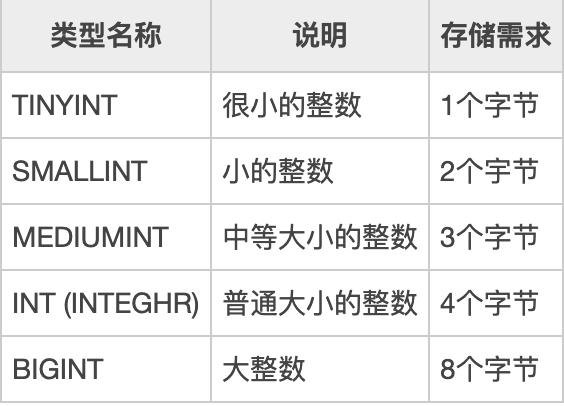 类型名称 说明 存储需求
TINYINT 很小的整数 1个字节
SMALLINT 小的整数 2个宇节
MEDIUMINT 中等大小的整数 3个字节
INT (INTEGHR) 普通大小的整数 4个字节
BIGINT 大整数 8个字节